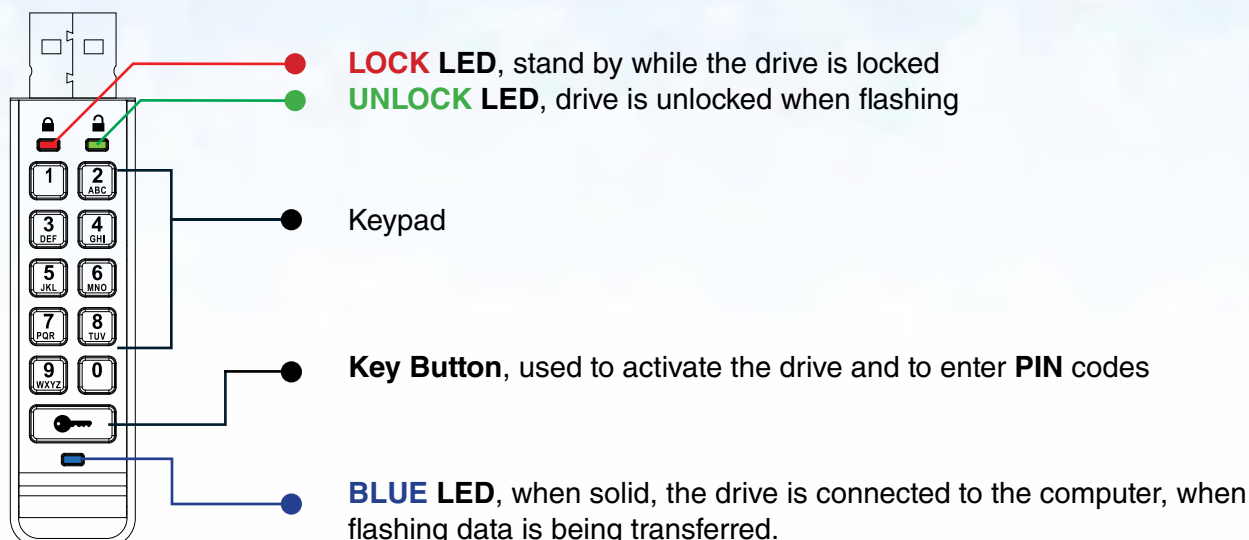 LOCK LED, stand by while the drive is locked
UNLOCK LED, drive is unlocked when flashing
1 2
ABC
3 4
DEF GHI
Keypad
5 6
JKL MNO
7 8
PQR TUV
9 0
WXYZ
Key Button, used to activate the drive and to enter PIN codes
BLUE LED, when solid, the drive is connected to the computer, when
flashing data is being transferred.